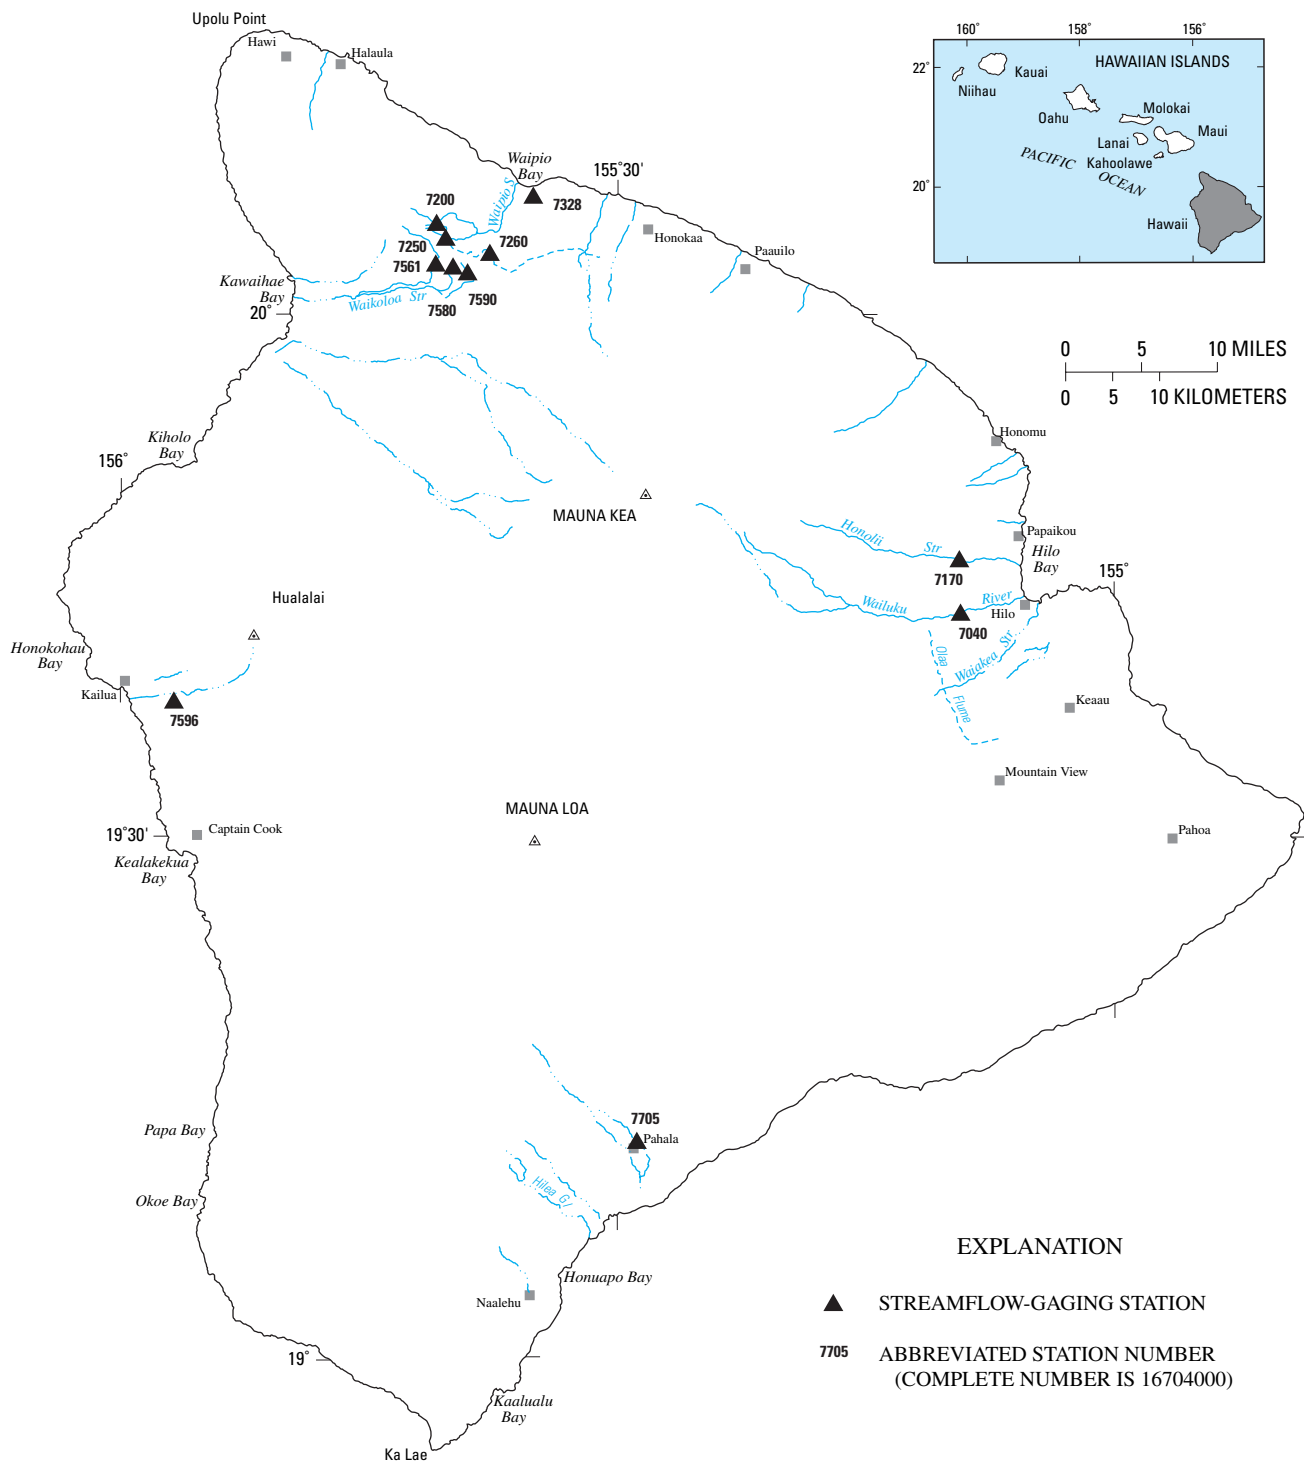 Upolu Point
Hawi
Halaula
160°
158°
156°
22°
20°
HAWAIIAN ISLANDS
Niihau
Kauai
Oahu
Molokai
Lanai
Maui
Kahoolawe
PACIFIC
OCEAN
Hawaii
Waipio
Bay
155°30'
Waipio S
7328
7200
7250
7260
7561
7580
7590
Honokaa
Paauilo
Kawaihae
Bay
Waikoloa Str
20°
0 5 10 MILES
0 5 10 KILOMETERS
Kiholo
Bay
156°
Honomu
MAUNA KEA
Honolii
Str
Papaikou
Hilo
Bay
7170
155°
Hualalai
Wailuku
River
Hilo
7040
Honokohau
Bay
Olaa
Flume
Waiakea Str
Kailua
7596
Keaau
Mountain View
MAUNA LOA
19°30'
Captain Cook
Pahoa
Kealakekua
Bay
7705
Pahala
Papa Bay
Okoe Bay
Hilea Gl
Honuapo Bay
Naalehu
19°
Kaalualu
Bay
Ka Lae
EXPLANATION
STREAMFLOW-GAGING STATION
7705 ABBREVIATED STATION NUMBER
(COMPLETE NUMBER IS 16704000)